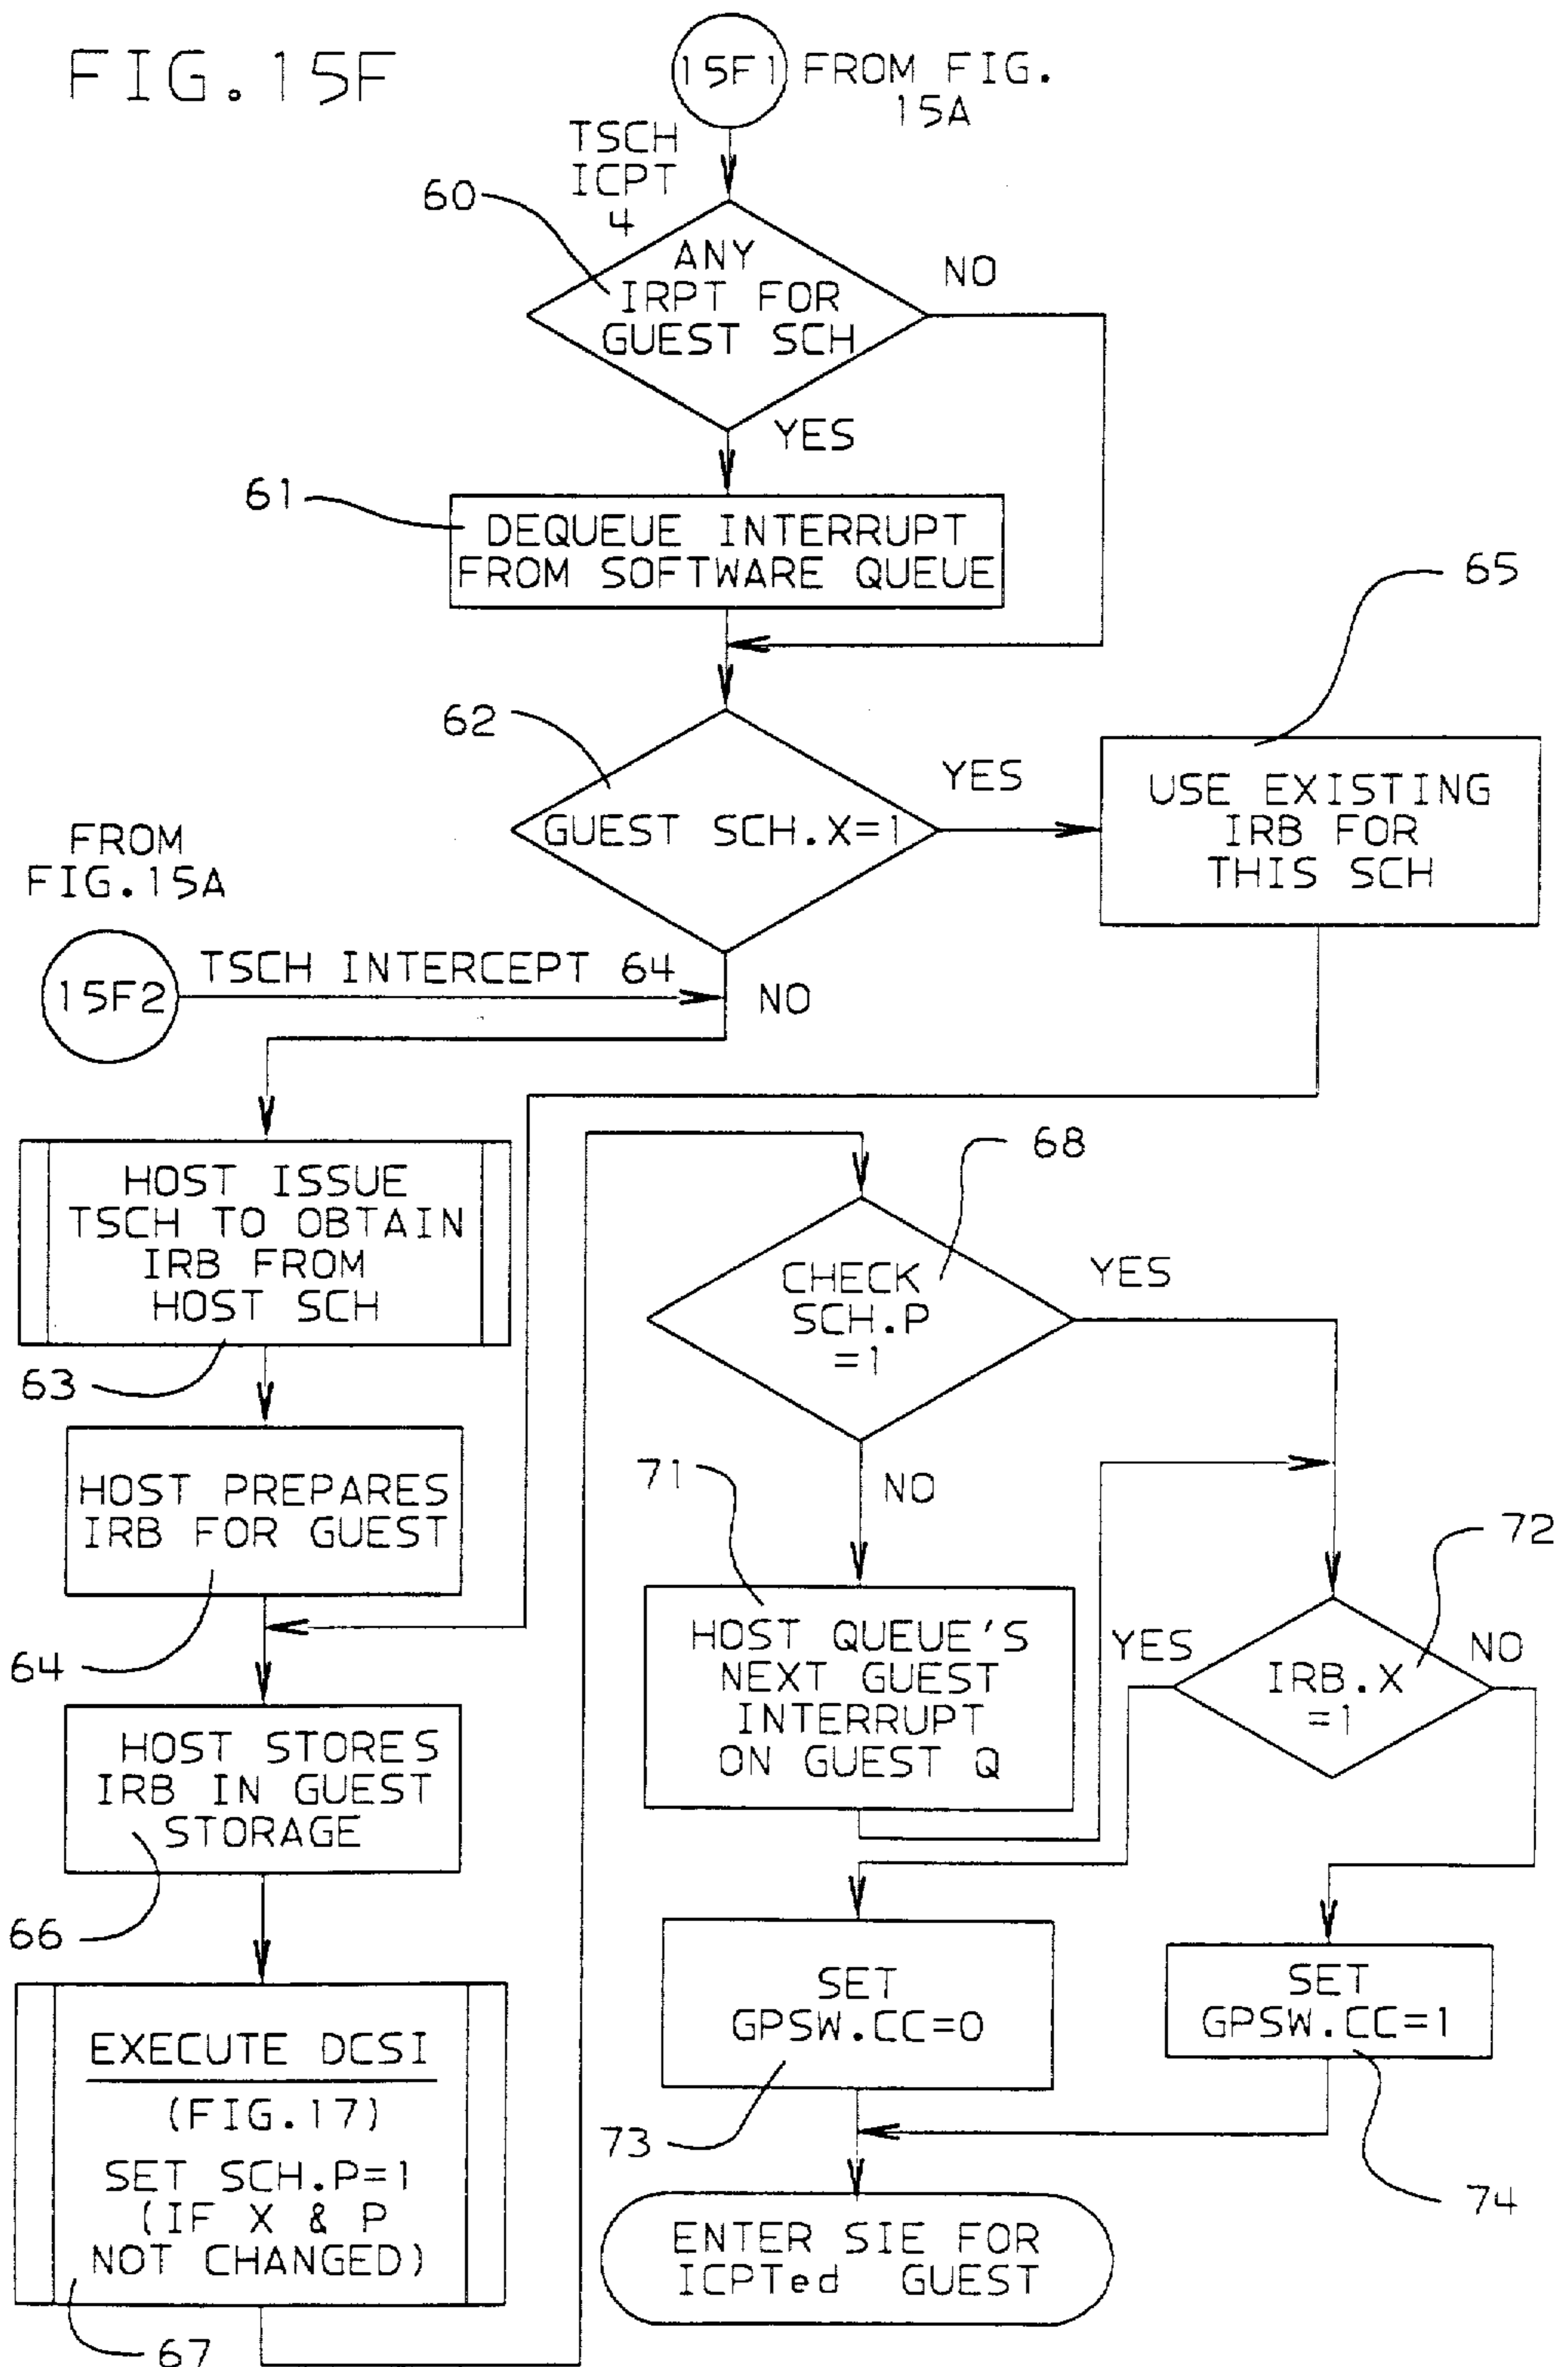 FIG.15F
15F1
FROM FIG.
15A
TSCH
ICPT
4
60
ANY
IRPT FOR
GUEST SCH
NO
YES
61
DEQUEUE INTERRUPT
FROM SOFTWARE QUEUE
65
62
GUEST SCH.X=1
YES
USE EXISTING
IRB FOR
THIS SCH
FROM
FIG.15A
15F2
TSCH INTERCEPT 64
NO
HOST ISSUE
TSCH TO OBTAIN
IRB FROM
HOST SCH
63
68
CHECK
SCH.P
=1
YES
NO
HOST PREPARES
IRB FOR GUEST
64
71
HOST QUEUE'S
NEXT GUEST
INTERRUPT
ON GUEST Q
72
YES
IRB.X
=1
NO
HOST STORES
IRB IN GUEST
STORAGE
66
EXECUTE DCSI
(FIG.17)
SET SCH.P=1
(IF X & P
NOT CHANGED)
67
SET
GPSW.CC=0
73
SET
GPSW.CC=1
74
ENTER SIE FOR
ICPTed GUEST